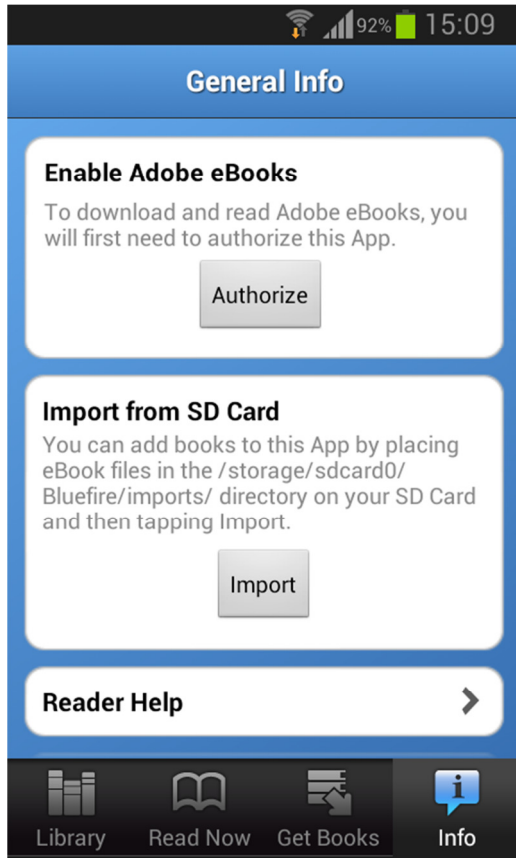 92% 15:09
General Info
Enable Adobe eBooks
To download and read Adobe eBooks, you
will first need to authorize this App.
Authorize
Import from SD Card
You can add books to this App by placing
eBook files in the /storage/sdcard0/
Bluefire/imports/ directory on your SD Card
and then tapping Import.
Import
Reader Help
Library Read Now Get Books Info